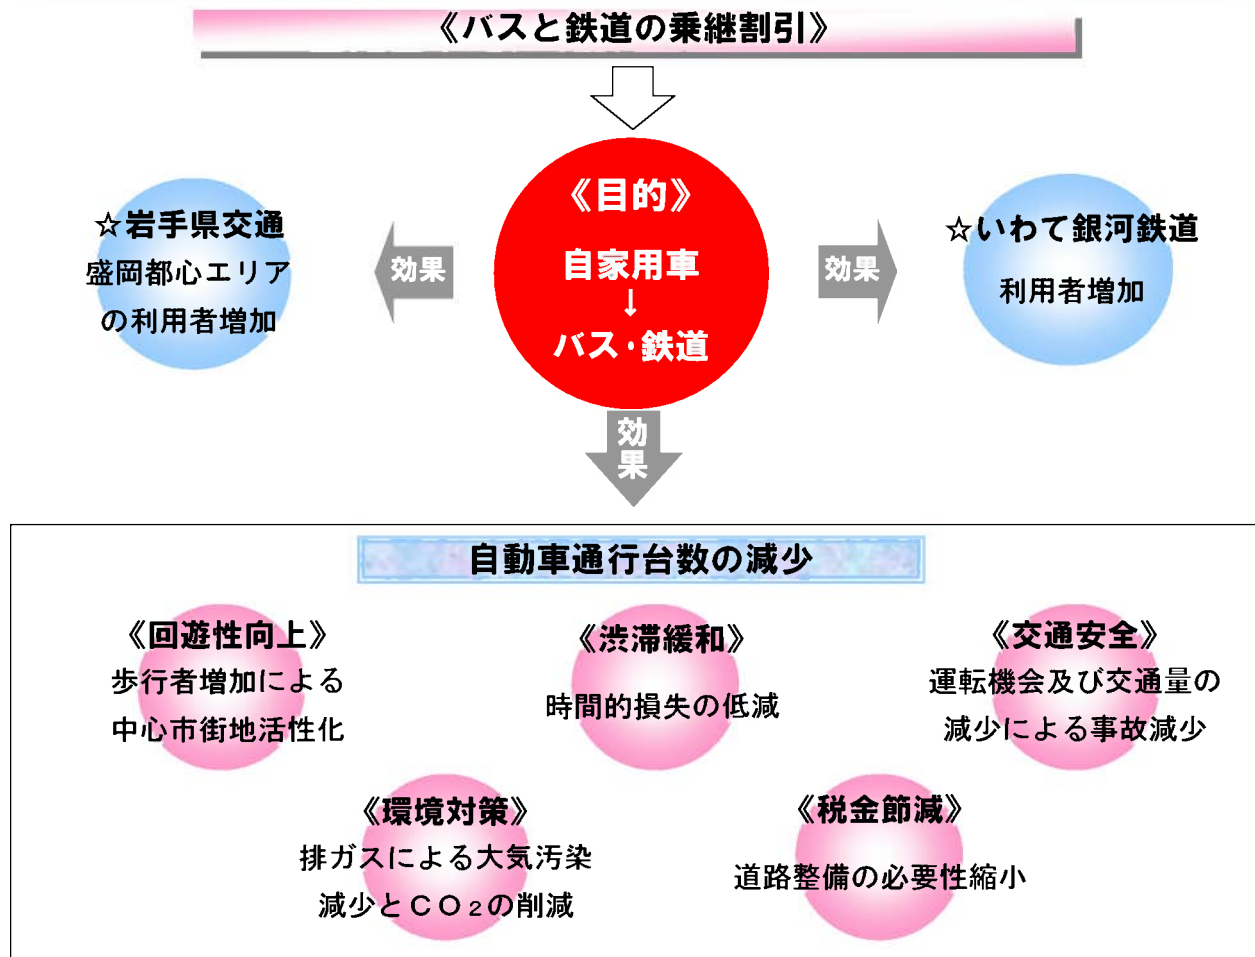 《バスと鉄道の乗継割引》
《目的》
自家用車
↓
バス・鉄道
効果
☆岩手県交通
盛岡都心エリア
の利用者増加
効果
☆いわて銀河鉄道
利用者増加
効
果
自動車通行台数の減少
《回遊性向上》
歩行者増加による
中心市街地活性化
《渋滞緩和》
時間的損失の低減
《交通安全》
運転機会及び交通量の
減少による事故減少
《環境対策》
排ガスによる大気汚染
減少とCO₂の削減
《税金節減》
道路整備の必要性縮小